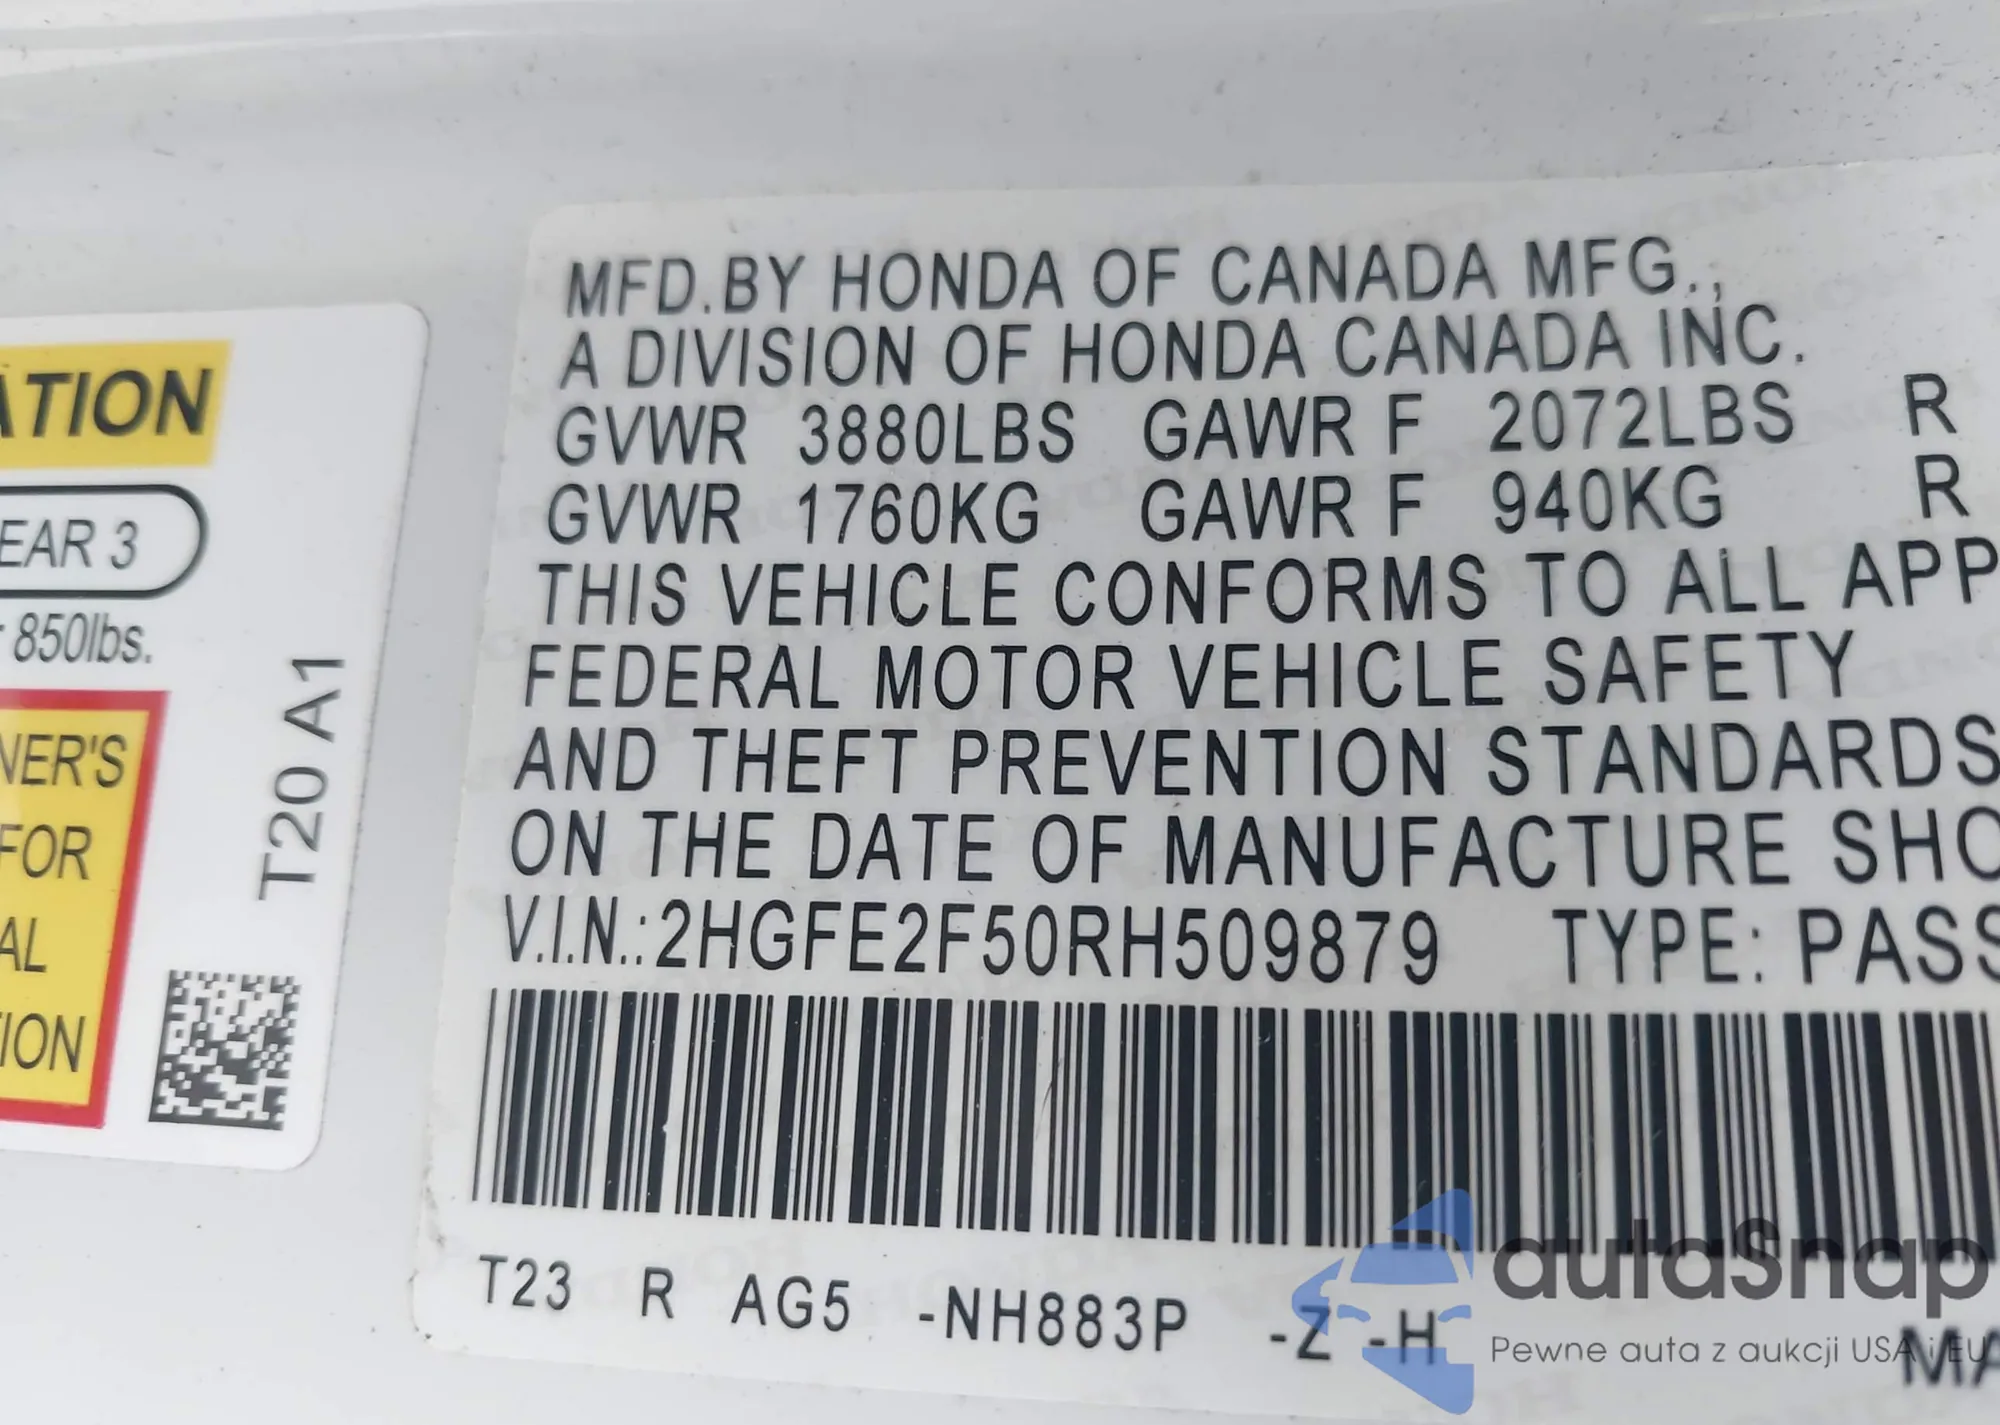 ATION
EAR 3
850lbs.
NER'S
FOR
AL
ION
T20 A1
MFD.BY HONDA OF CANADA MFG.,
A DIVISION OF HONDA CANADA INC.
GVWR 3880LBS GAWR F 2072LBS R
GVWR 1760KG GAWR F 940KG R
THIS VEHICLE CONFORMS TO ALL APP
FEDERAL MOTOR VEHICLE SAFETY
AND THEFT PREVENTION STANDARDS
ON THE DATE OF MANUFACTURE SHO
V.I.N.:2HGFE2F50RH509879 TYPE: PASS
T23 R AG5 -NH883P -Z -H
MA
autaSnap
Pewne auta z aukcji USA i EU